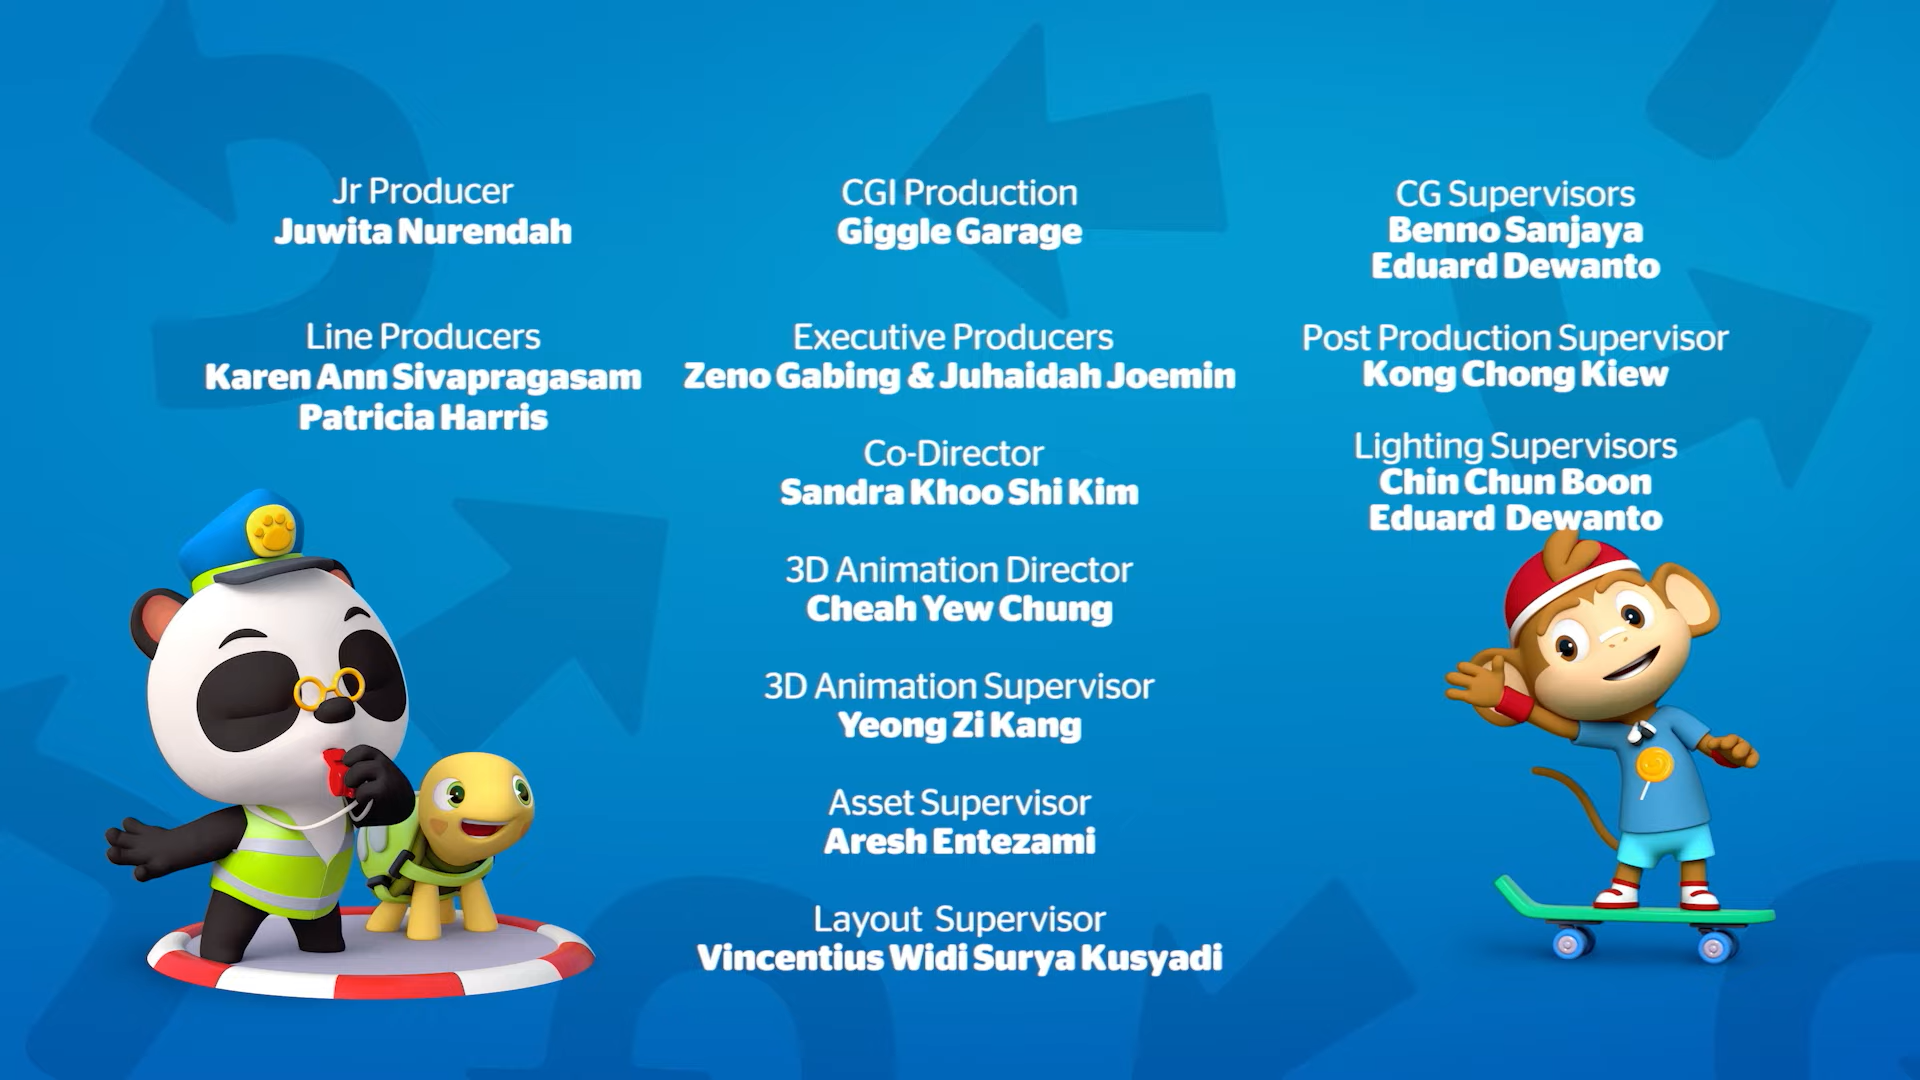 Jr Producer
Juwita Nurendah
Line Producers
Karen Ann Sivapragasam
Patricia Harris
CGI Production
Giggle Garage
Executive Producers
Zeno Gabing & Juhaidah Joemin
Co-Director
Sandra Khoo Shi Kim
3D Animation Director
Cheah Yew Chung
3D Animation Supervisor
Yeong Zi Kang
Asset Supervisor
Aresh Entezami
Layout Supervisor
Vincentius Widi Surya Kusyadi
CG Supervisors
Benno Sanjaya
Eduard Dewanto
Post Production Supervisor
Kong Chong Kiew
Lighting Supervisors
Chin Chun Boon
Eduard Dewanto